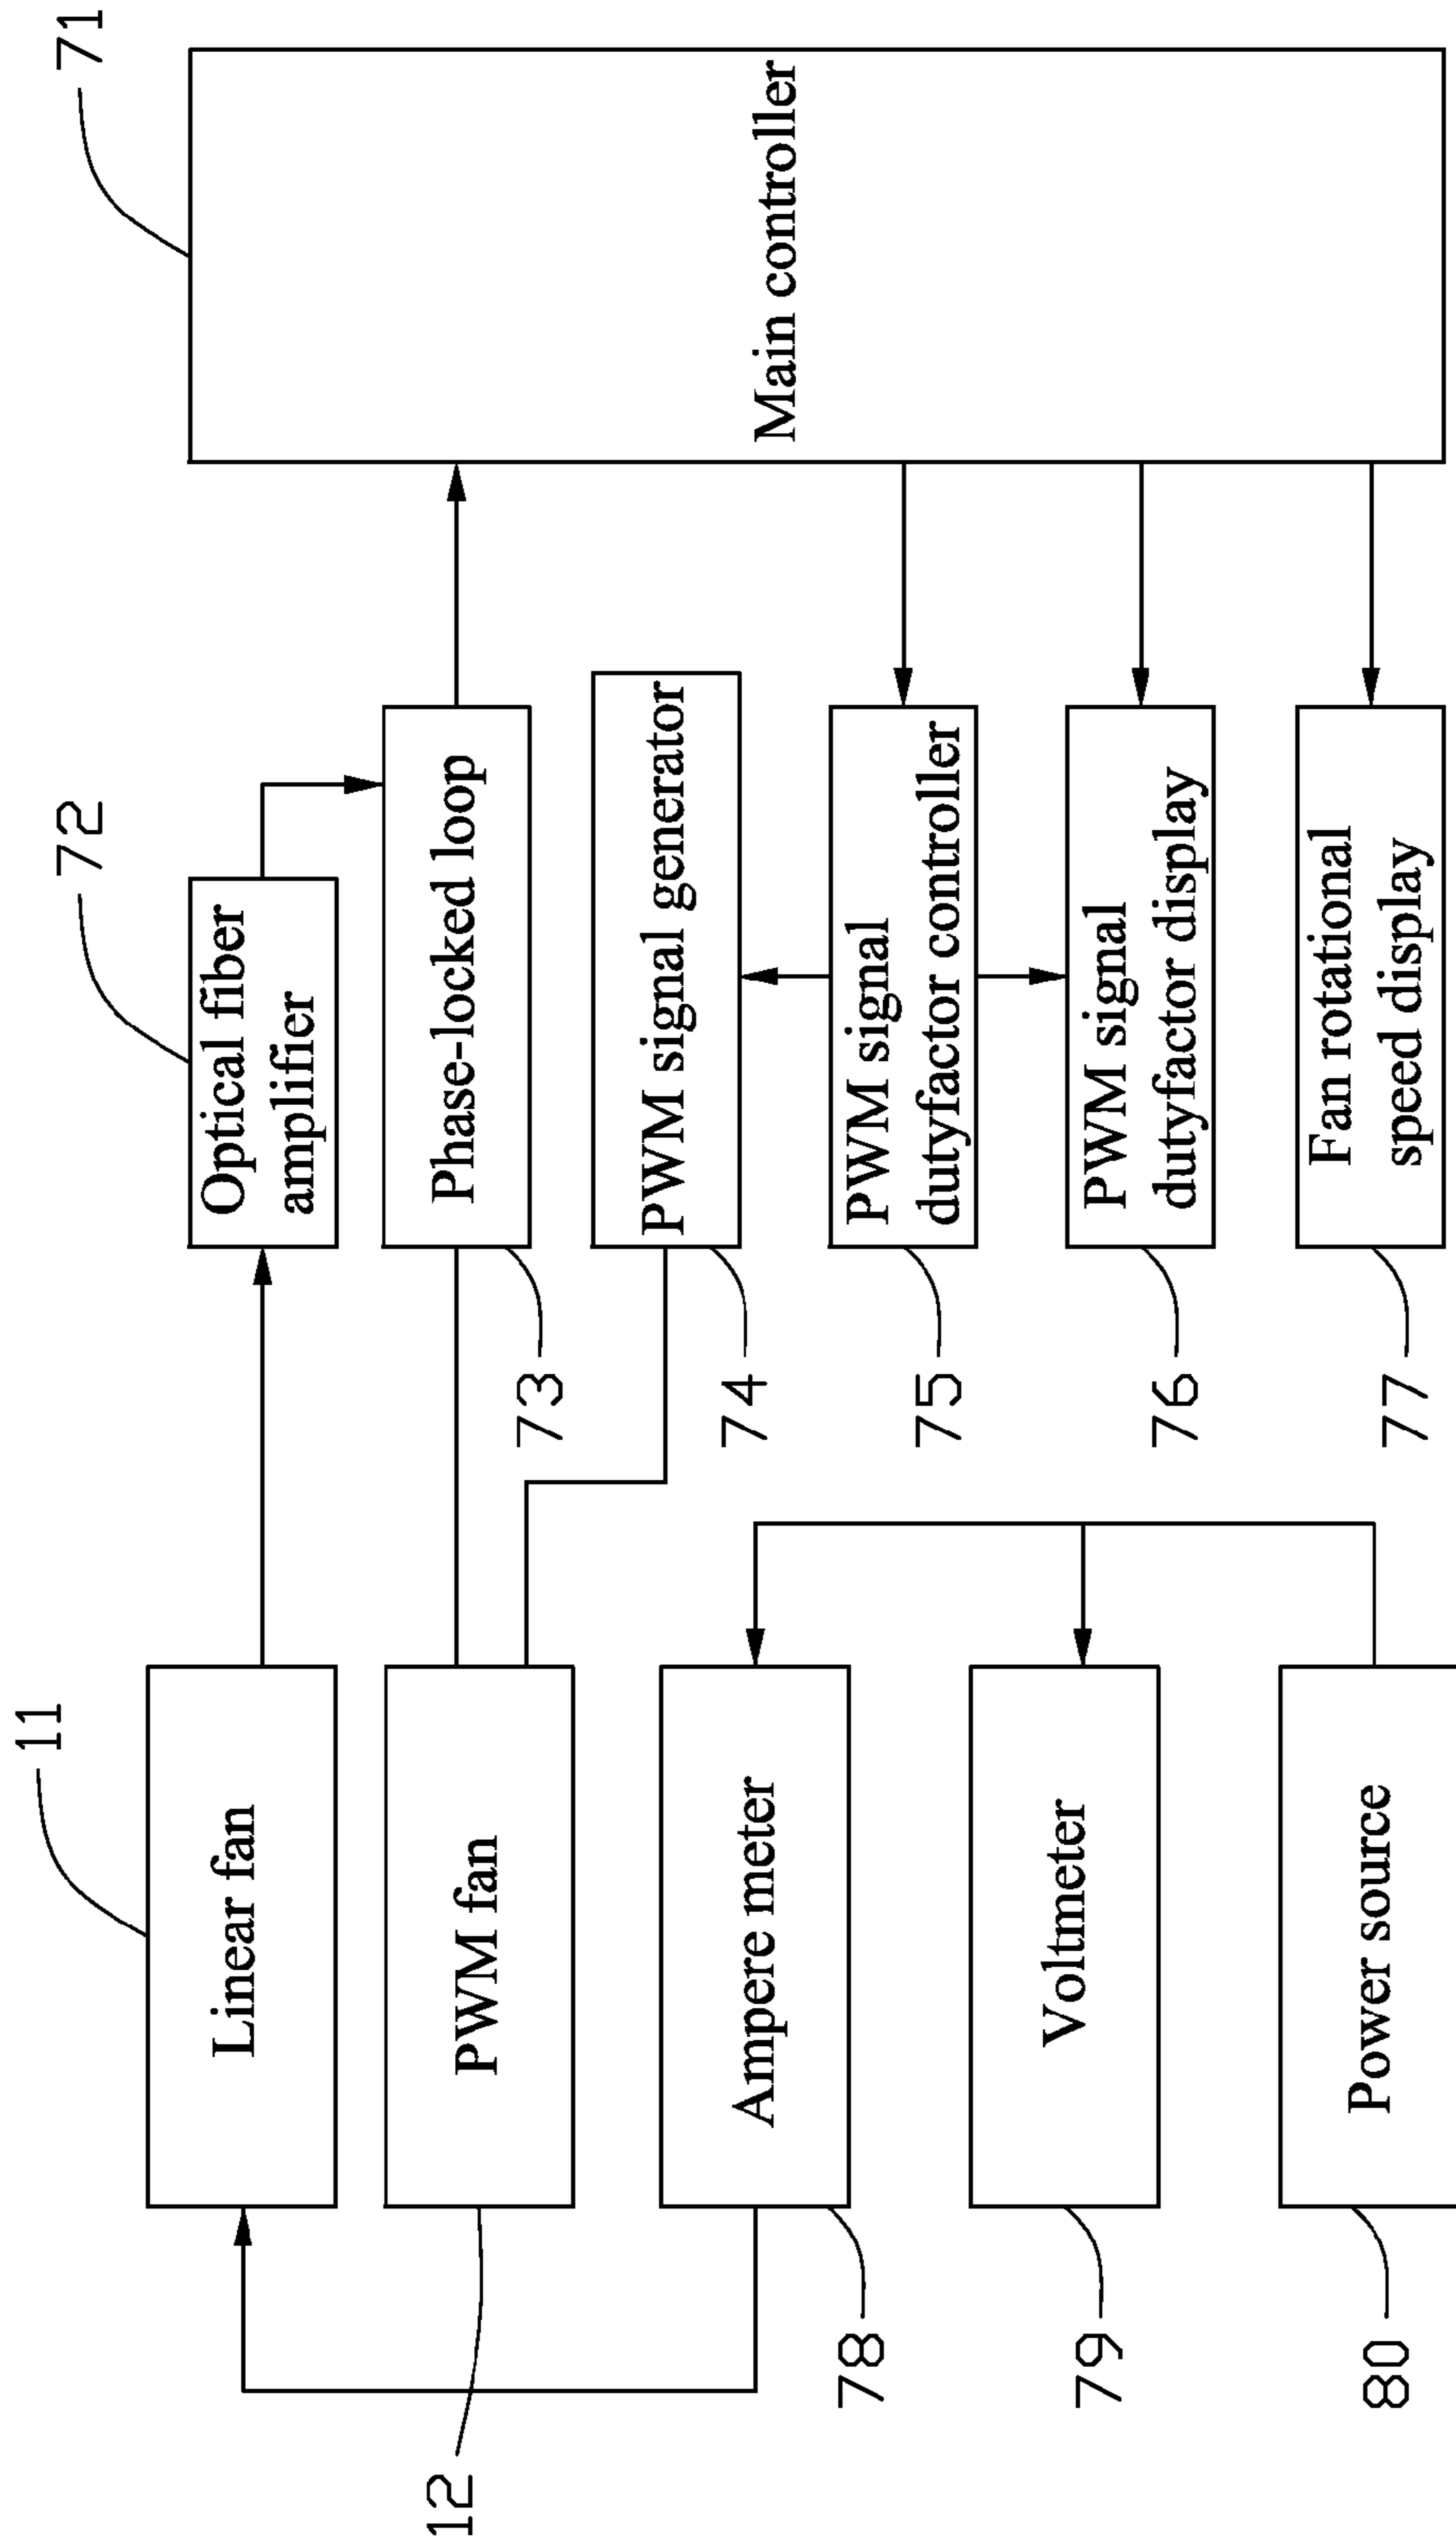 11
Linear fan
12
PWM fan
78
Ampere meter
79
Voltmeter
80
Power source
72
Optical fiber
amplifier
73
Phase-locked loop
74
PWM signal generator
75
PWM signal
dutyfactor controller
76
PWM signal
dutyfactor display
77
Fan rotational
speed display
71
Main controller